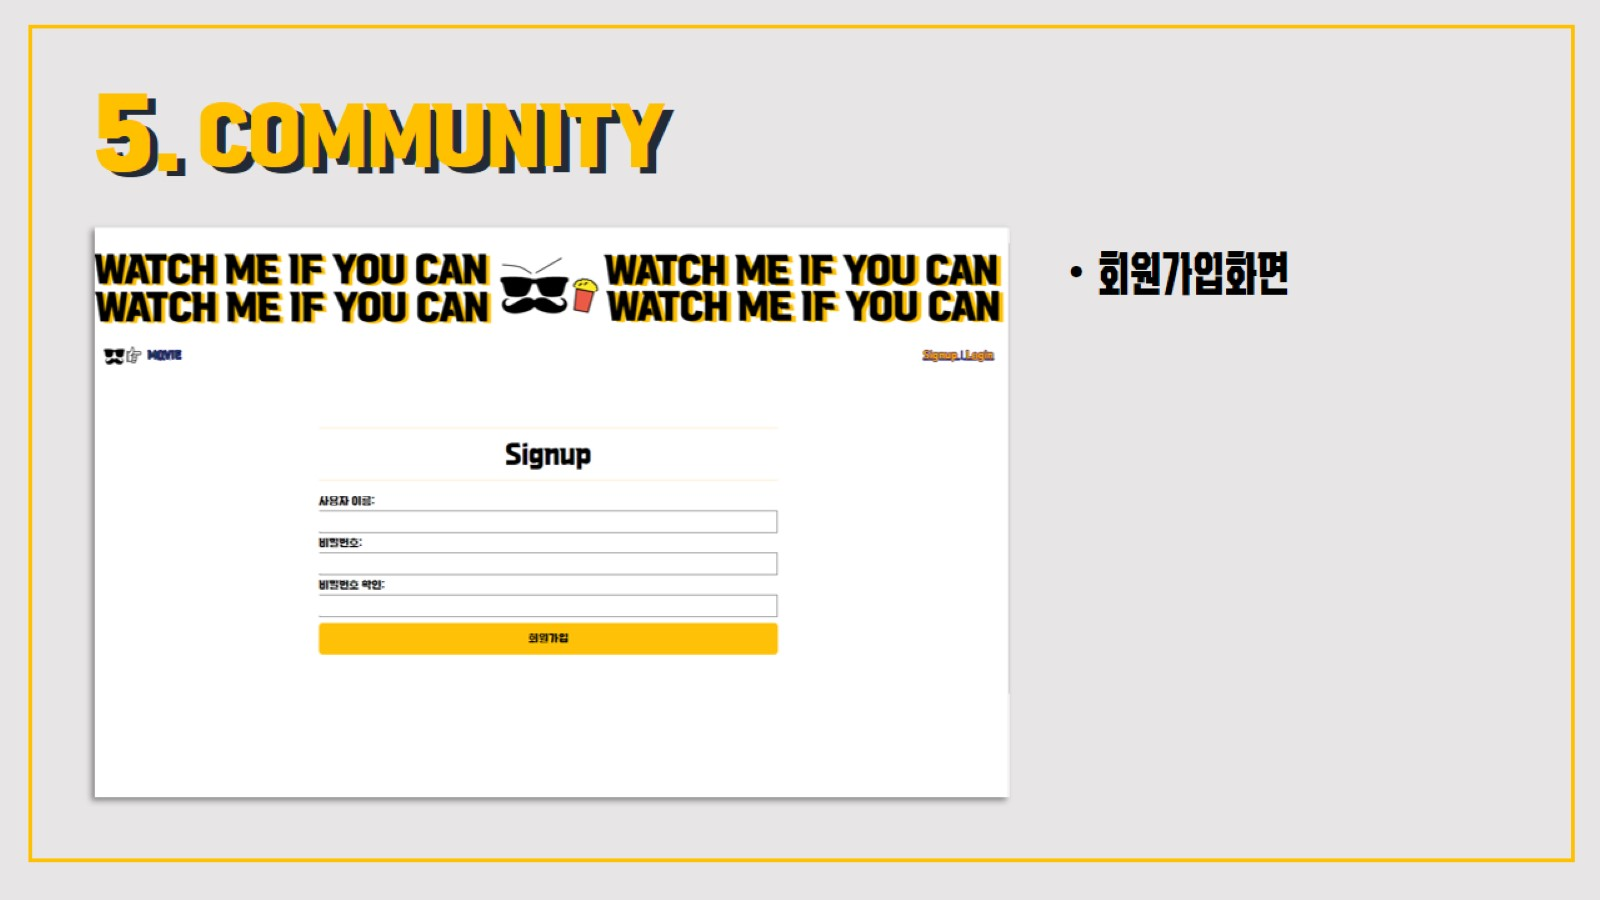 5. COMMUNITY
WATCH ME IF YOU CAN WATCH ME IF YOU CAN
WATCH ME IF YOU CAN WATCH ME IF YOU CAN
MOVIE
Signup | Login
Signup
사용자 이름:
비밀번호:
비밀번호 확인:
회원가입
• 회원가입화면